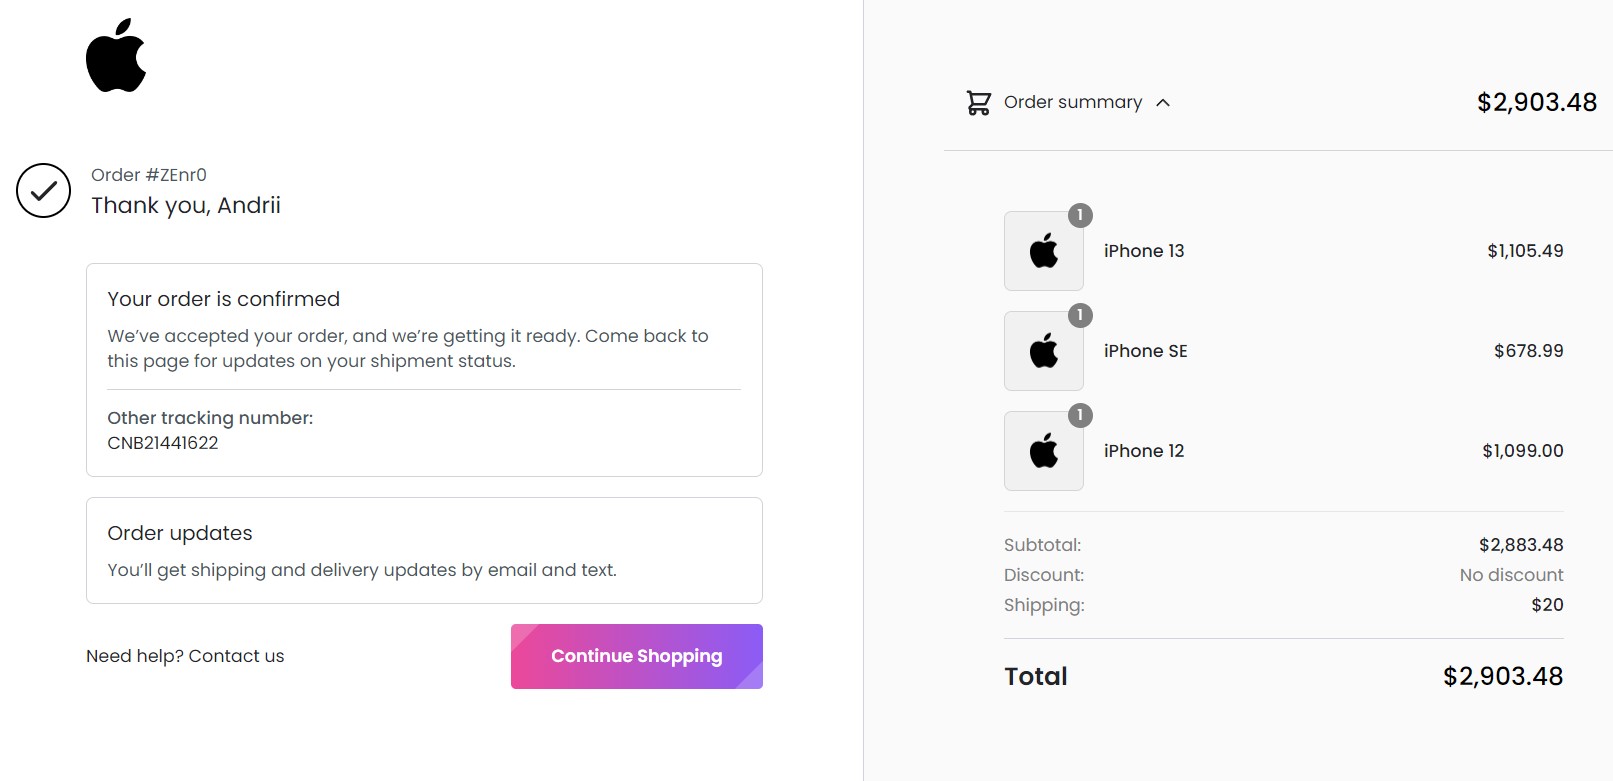 Order #ZEnr0
Thank you, Andrii
Your order is confirmed
We’ve accepted your order, and we’re getting it ready. Come back to
this page for updates on your shipment status.
Other tracking number:
CNB21441622
Order updates
You’ll get shipping and delivery updates by email and text.
Need help? Contact us
Continue Shopping
Order summary
$2,903.48
1
iPhone 13
$1,105.49
1
iPhone SE
$678.99
1
iPhone 12
$1,099.00
Subtotal:
$2,883.48
Discount:
No discount
Shipping:
$20
Total
$2,903.48